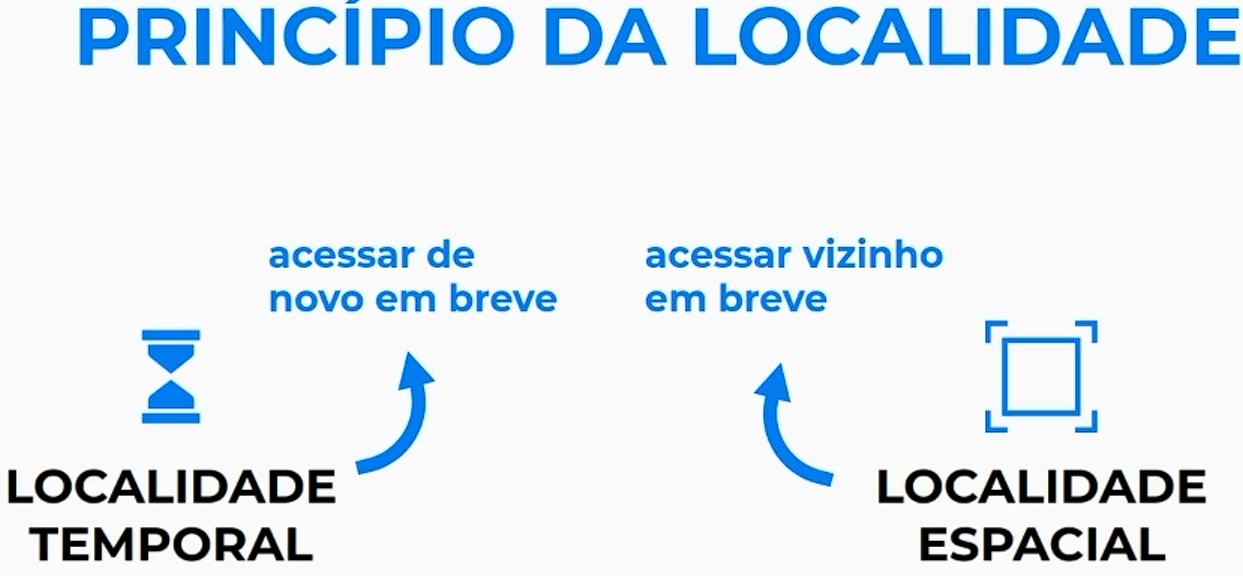 PRINCÍPIO DA LOCALIDADE
acessar de
novo em breve
acessar vizinho
em breve
LOCALIDADE
TEMPORAL
LOCALIDADE
ESPACIAL